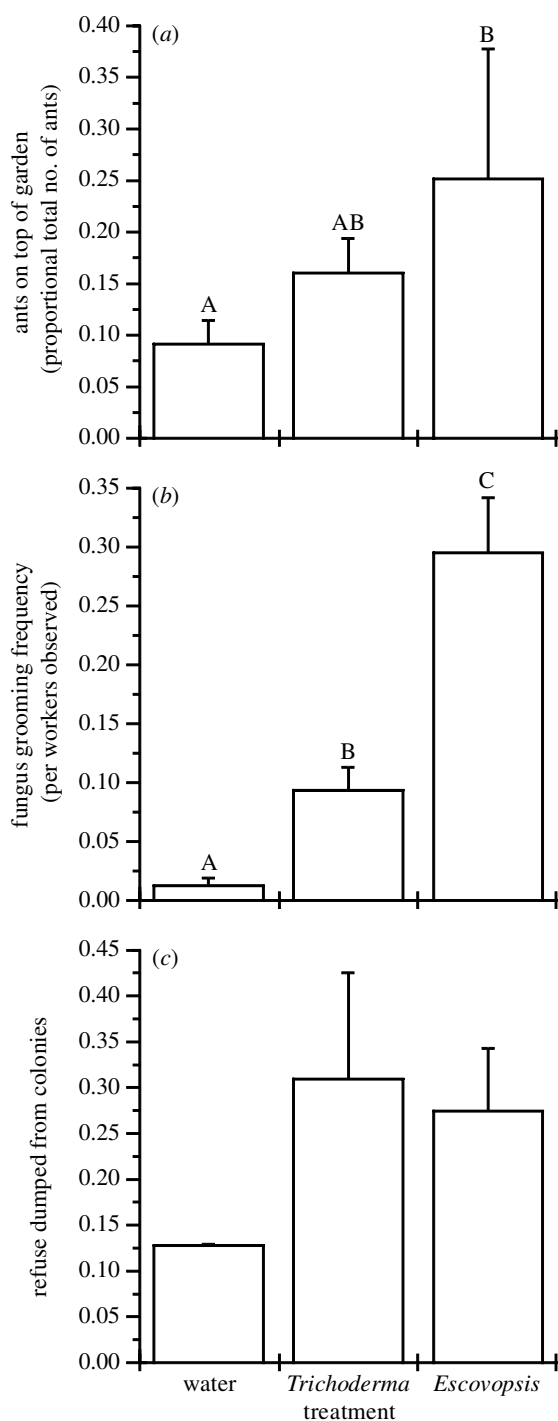 (a)
ants on top of garden
(proportional total no. of ants)
0.40
0.35
0.30
0.25
0.20
0.15
0.10
0.05
0.00
A
AB
B
(b)
fungus grooming frequency
(per workers observed)
0.35
0.30
0.25
0.20
0.15
0.10
0.05
0.00
A
B
C
(c)
refuse dumped from colonies
0.45
0.40
0.35
0.30
0.25
0.20
0.15
0.10
0.05
0.00
water
Trichoderma
Escovopsis
treatment